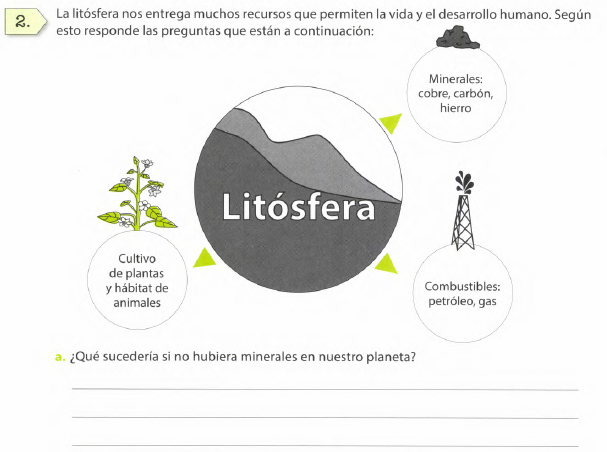 2. La litósfera nos entrega muchos recursos que permiten la vida y el desarrollo humano. Según
esto responde las preguntas que están a continuación:
Minerales:
cobre, carbón,
hierro
Litósfera
Cultivo
de plantas
y hábitat de
animales
Combustibles:
petróleo, gas
a. ¿Qué sucedería si no hubiera minerales en nuestro planeta?